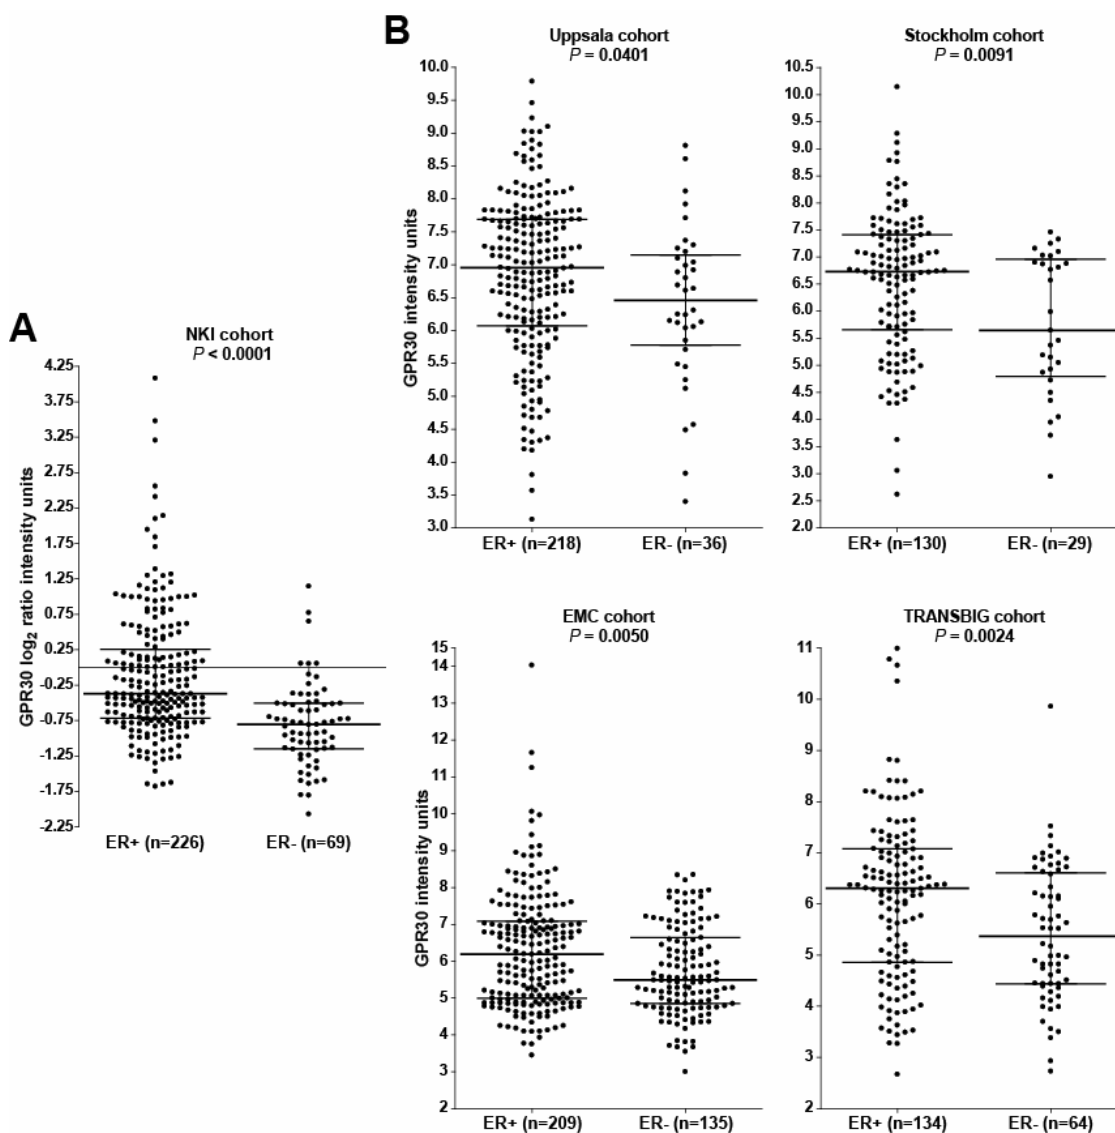 A
NKI cohort
P < 0.0001
GPR30 log2 ratio intensity units
4.25
3.75
3.25
2.75
2.25
1.75
1.25
0.75
0.25
-0.25
-0.75
-1.25
-1.75
-2.25
ER+ (n=226)
ER- (n=69)
B
Uppsala cohort
P = 0.0401
GPR30 intensity units
10.0
9.5
9.0
8.5
8.0
7.5
7.0
6.5
6.0
5.5
5.0
4.5
4.0
3.5
3.0
ER+ (n=218)
ER- (n=36)
Stockholm cohort
P = 0.0091
10.5
10.0
9.5
9.0
8.5
8.0
7.5
7.0
6.5
6.0
5.5
5.0
4.5
4.0
3.5
3.0
2.5
2.0
ER+ (n=130)
ER- (n=29)
EMC cohort
P = 0.0050
GPR30 intensity units
15
14
13
12
11
10
9
8
7
6
5
4
3
2
ER+ (n=209)
ER- (n=135)
TRANSBIG cohort
P = 0.0024
11
10
9
8
7
6
5
4
3
2
ER+ (n=134)
ER- (n=64)